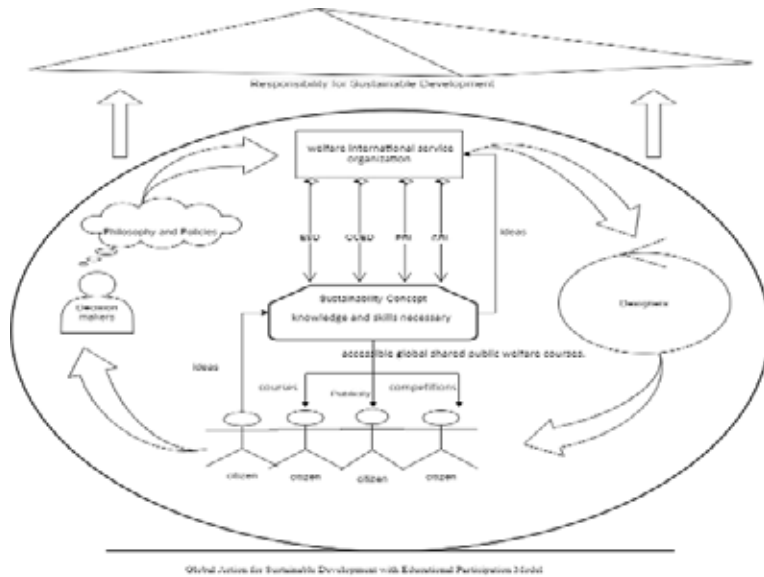 Responsibility for Sustainable Development
welfare International service
organization
Philosophy and Policies
Ideas
Decision
makers
Sustainability Concept
knowledge and skills necessary
Designers
accessible global shared public welfare courses.
Ideas
courses
Publicity
competitions
citizen
citizen
citizen
citizen
Global Action for Sustainable Development with Educational Participation Model